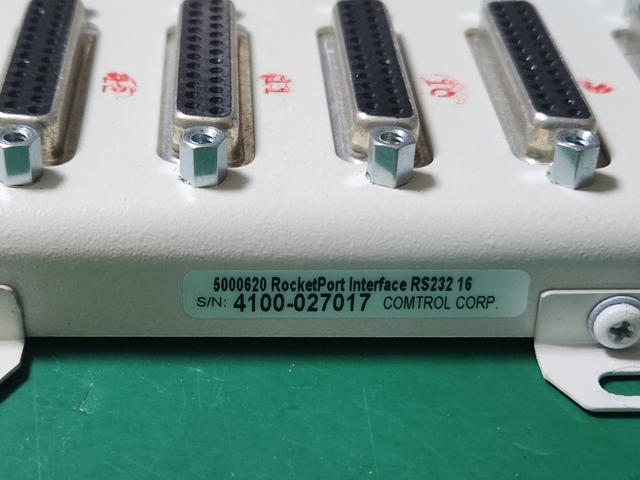 5000620 RocketPort Interface RS232 16
S/N: 4100-027017 COMTROL CORP.